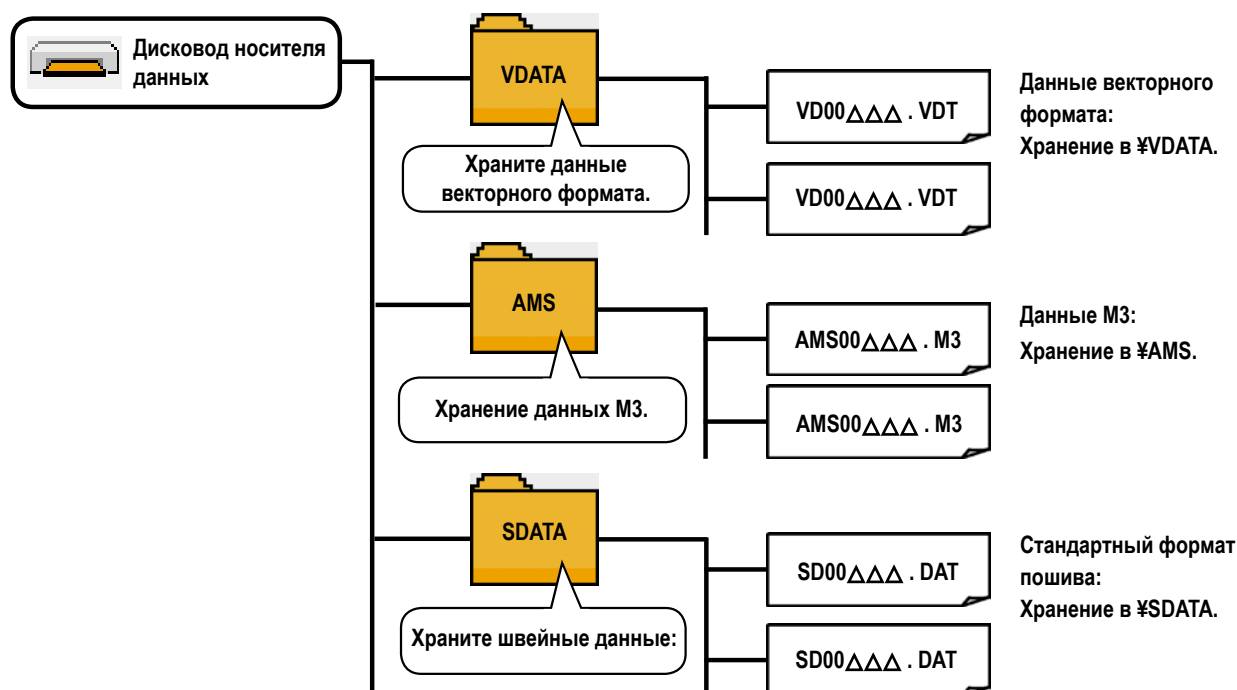 Дисковод носителя
данных
VDATA
Храните данные
векторного формата.
VD00△△△ . VDT
VD00△△△ . VDT
Данные векторного
формата:
Хранение в ¥VDATA.
AMS
Хранение данных M3.
AMS00△△△ . M3
AMS00△△△ . M3
Данные M3:
Хранение в ¥AMS.
SDATA
Храните швейные данные:
SD00△△△ . DAT
SD00△△△ . DAT
Стандартный формат
пошива:
Хранение в ¥SDATA.